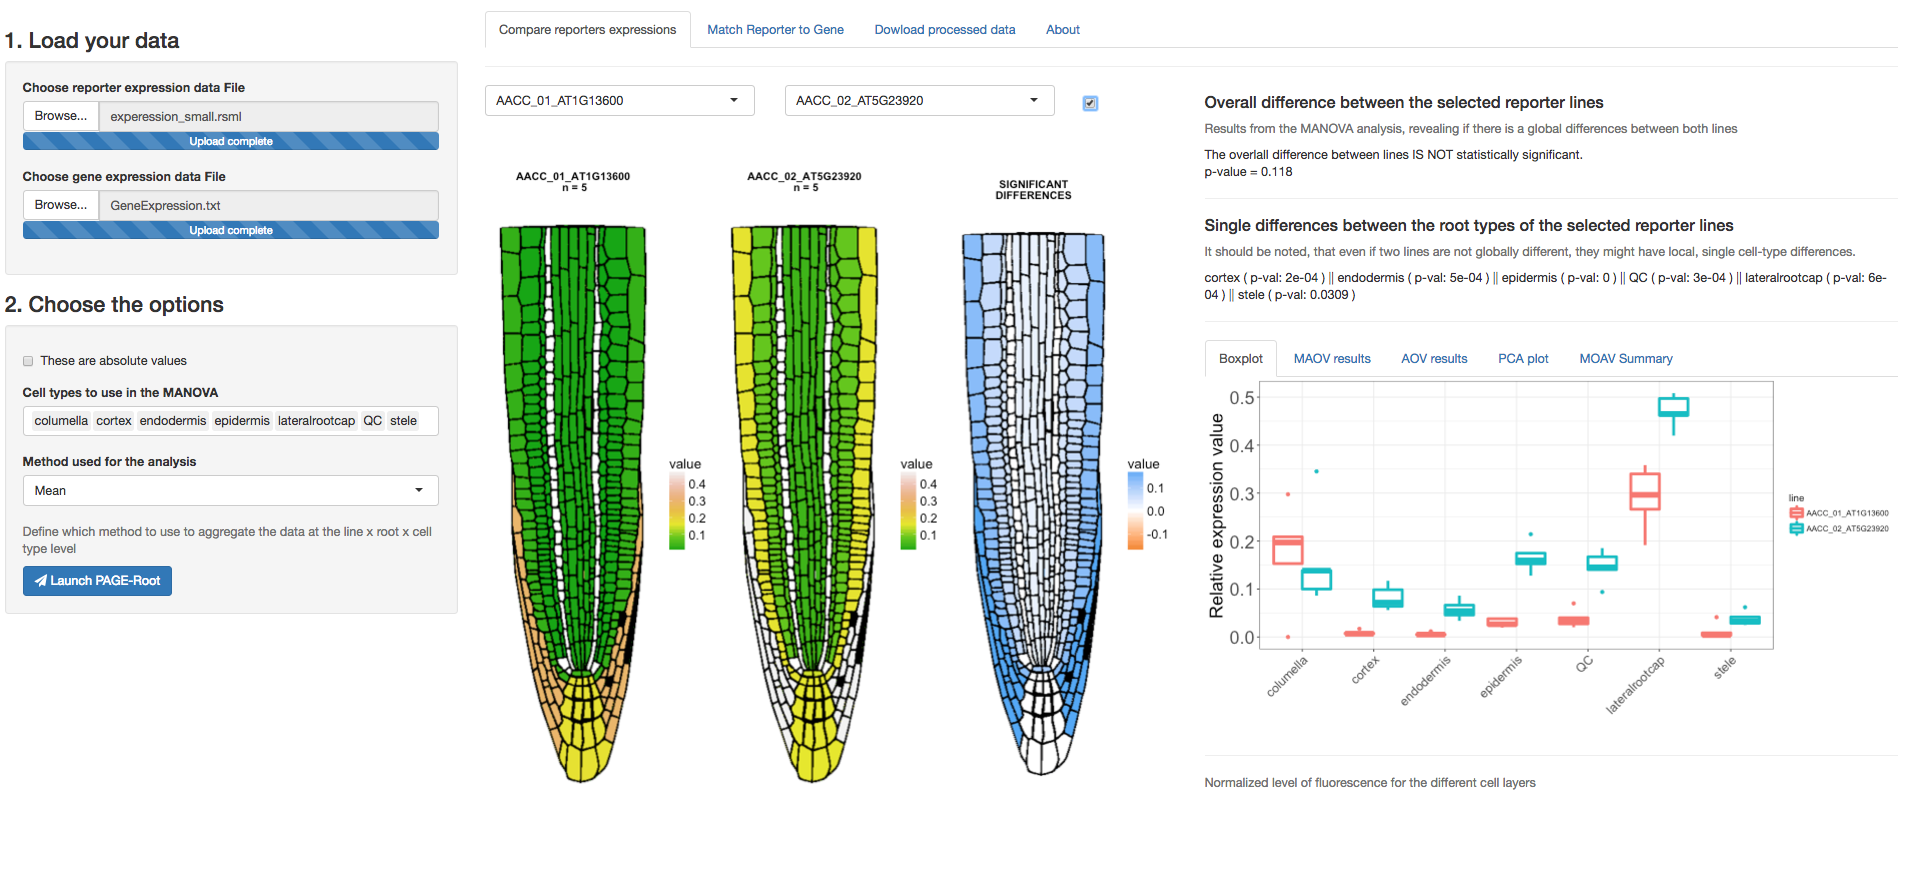 1. Load your data
Choose reporter expression data File
Browse...
experession_small.rsml
Upload complete
Choose gene expression data File
Browse...
GeneExpression.txt
Upload complete
2. Choose the options
These are absolute values
Cell types to use in the MANOVA
columella cortex endodermis epidermis lateralrootcap QC stele
Method used for the analysis
Mean
Define which method to use to aggregate the data at the line x root x cell
type level
Launch PAGE-Root
Compare reporters expressions
Match Reporter to Gene
Dowload processed data
About
AACC_01_AT1G13600
AACC_02_AT5G23920
AACC_01_AT1G13600
n = 5
AACC_02_AT5G23920
n = 5
SIGNIFICANT
DIFFERENCES
value
0.4
0.3
0.2
0.1
value
0.4
0.3
0.2
0.1
value
0.1
0.0
-0.1
Overall difference between the selected reporter lines
Results from the MANOVA analysis, revealing if there is a global differences between both lines
The overlall difference between lines IS NOT statistically significant.
p-value = 0.118
Single differences between the root types of the selected reporter lines
It should be noted, that even if two lines are not globally different, they might have local, single cell-type differences.
cortex ( p-val: 2e-04 ) || endodermis ( p-val: 5e-04 ) || epidermis ( p-val: 0 ) || QC ( p-val: 3e-04 ) || lateralrootcap ( p-val: 6e-
04 ) || stele ( p-val: 0.0309 )
Boxplot
MAOV results
AOV results
PCA plot
MOAV Summary
Relative expression value
0.5
0.4
0.3
0.2
0.1
0.0
columella
cortex
endodermis
epidermis
QC
lateralrootcap
stele
line
AACC_01_AT1G13600
AACC_02_AT5G23920
Normalized level of fluorescence for the different cell layers